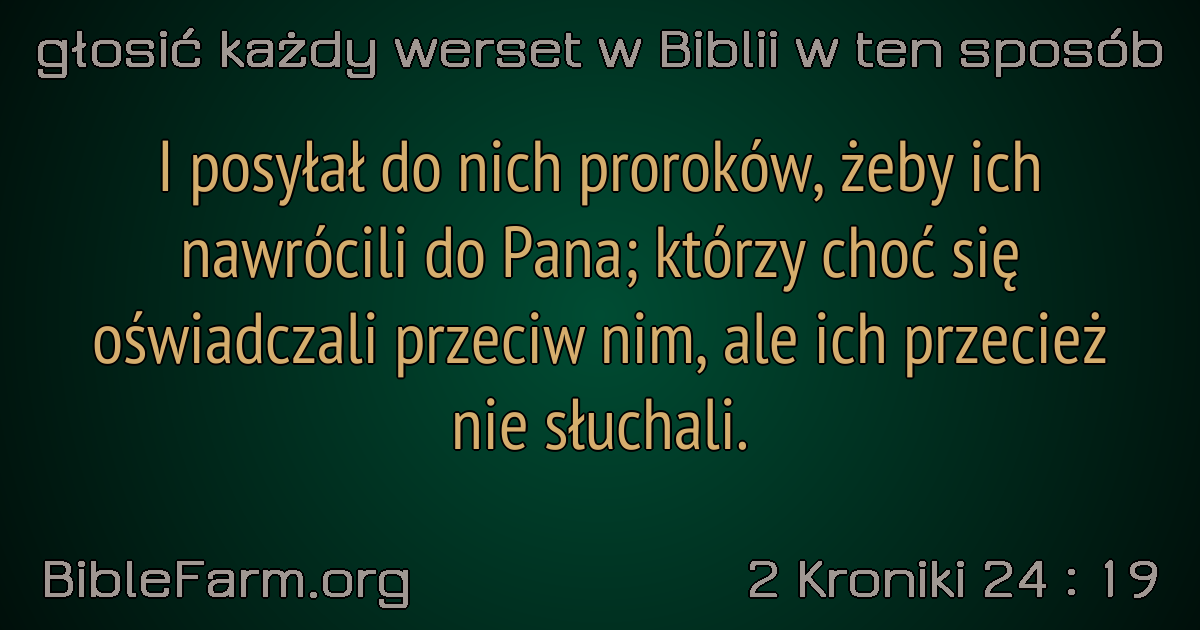 głosić każdy werset w Biblii w ten sposób
I posyłał do nich proroków, żeby ich
nawrócili do Pana; którzy choć się
oświadczali przeciw nim, ale ich przecież
nie słuchali.
BibleFarm.org
2 Kroniki 24 : 19